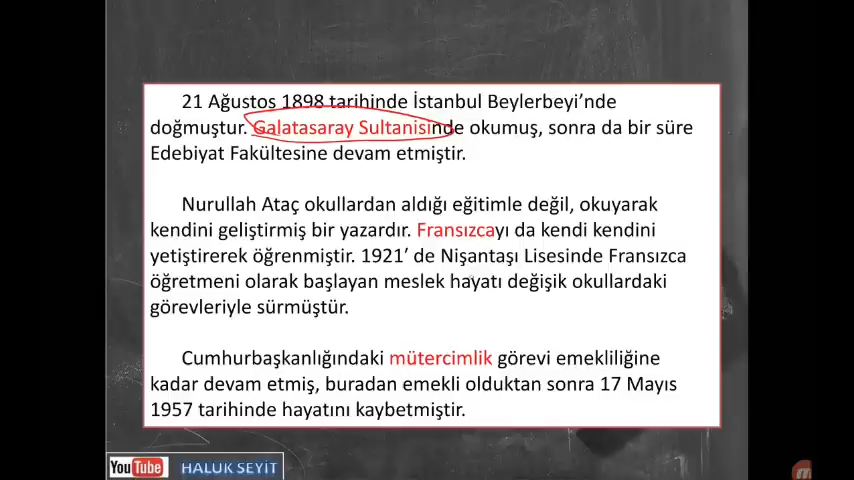 21 Ağustos 1898 tarihinde İstanbul Beylerbeyi’nde
doğmuştur. Galatasaray Sultanisinde okumuş, sonra da bir süre
Edebiyat Fakültesine devam etmiştir.
Nurullah Ataç okullardan aldığı eğitimle değil, okuyarak
kendini geliştirmiş bir yazardır. Fransızcayı da kendi kendini
yetiştirerek öğrenmiştir. 1921’ de Nişantaşı Lisesinde Fransızca
öğretmeni olarak başlayan meslek hayatı değişik okullardaki
görevleriyle sürmüştür.
Cumhurbaşkanlığındaki mütercimlik görevi emekliliğine
kadar devam etmiş, buradan emekli olduktan sonra 17 Mayıs
1957 tarihinde hayatını kaybetmiştir.
YouTube HALUK SEYİT